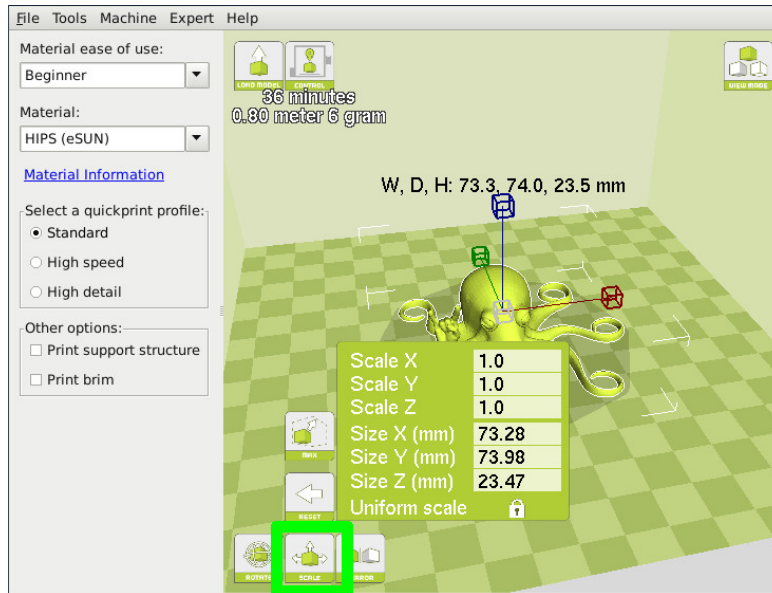 File Tools Machine Expert Help
Material ease of use:
Beginner
Material:
HIPS (eSUN)
Material Information
Select a quickprint profile:
Standard
High speed
High detail
Other options:
Print support structure
Print brim
LOAD MODEL
CONTROL
VIEW MODE
36 minutes
0.80 meter 6 gram
W, D, H: 73.3, 74.0, 23.5 mm
Scale X 1.0
Scale Y 1.0
Scale Z 1.0
Size X (mm) 73.28
Size Y (mm) 73.98
Size Z (mm) 23.47
Uniform scale
MAX
RESET
ROTATE
SCALE